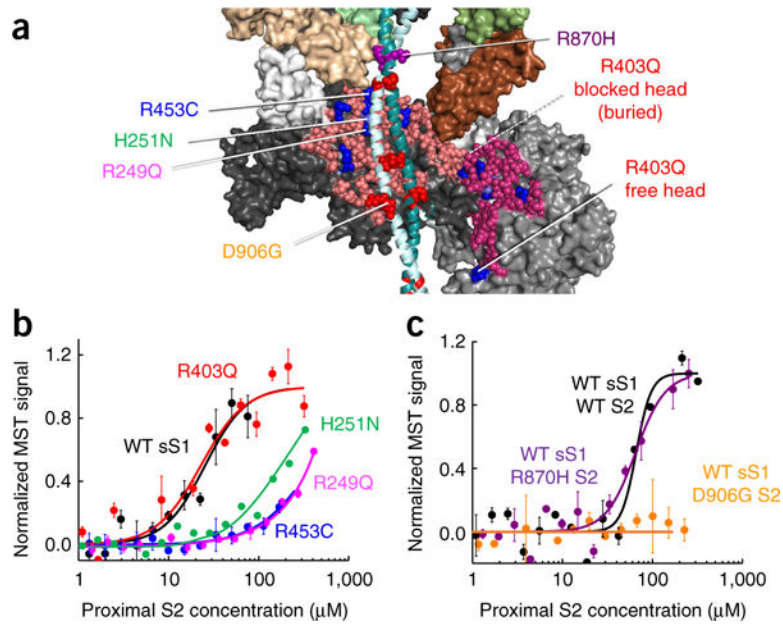 a
R870H
R403Q
blocked head
(buried)
R453C
H251N
R249Q
R403Q
free head
D906G
b
Normalized MST signal
1.2
0.8
0.4
0.0
R403Q
WT sS1
H251N
R249Q
R453C
1
10
100
1,000
Proximal S2 concentration (μM)
c
Normalized MST signal
1.2
0.8
0.4
0.0
WT sS1
WT S2
WT sS1
R870H S2
WT sS1
D906G S2
1
10
100
1,000
Proximal S2 concentration (μM)